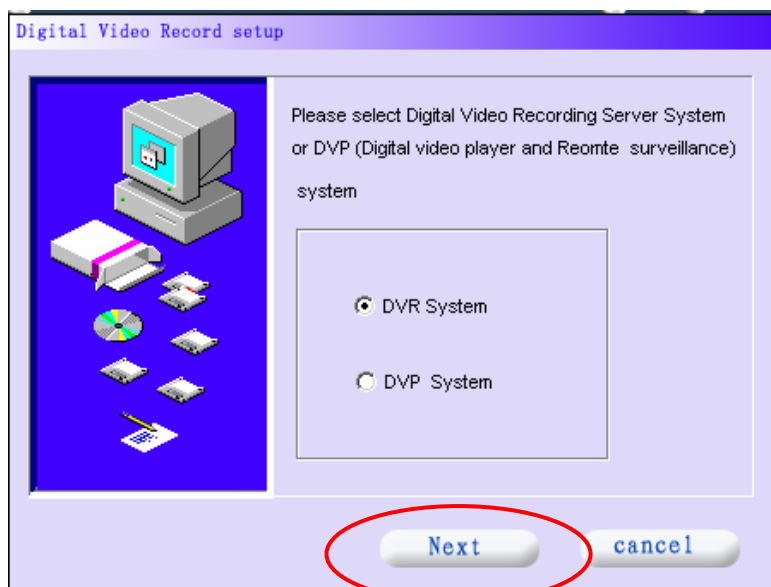 Digital Video Record setup
Please select Digital Video Recording Server System
or DVP (Digital video player and Reomte surveillance)
system
DVR System
DVP System
Next
cancel